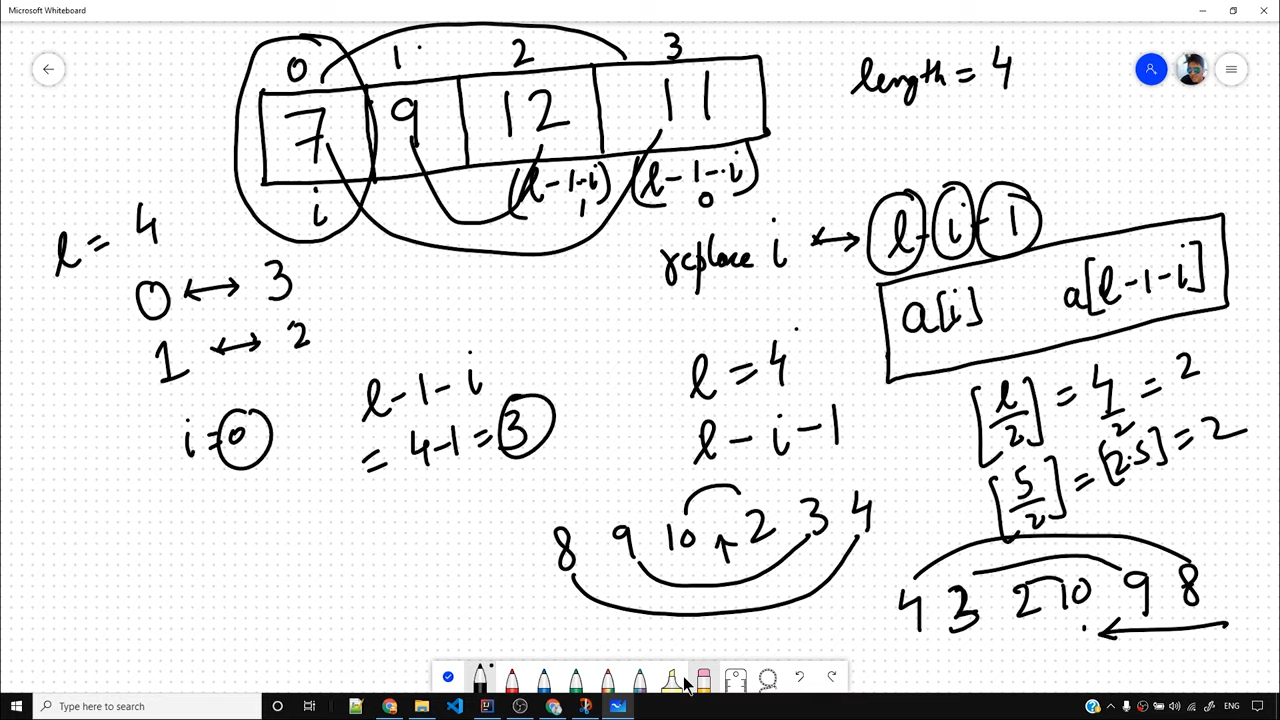 Microsoft Whiteboard
0 1 2 3
7 9 12 11
length = 4
i (l-1-i) (l-1-i)
1 0
l = 4
replace i ↔ l-i-1
0 ↔ 3
a[i] a[l-1-i]
1 ↔ 2
l-1-i
l = 4
[l/2] = 4/2 = 2
i = 0
= 4-1 = 3
l-i-1
[5/2] = [2.5] = 2
8 9 10 2 3 4
4 3 2 10 9 8
Type here to search
ENG